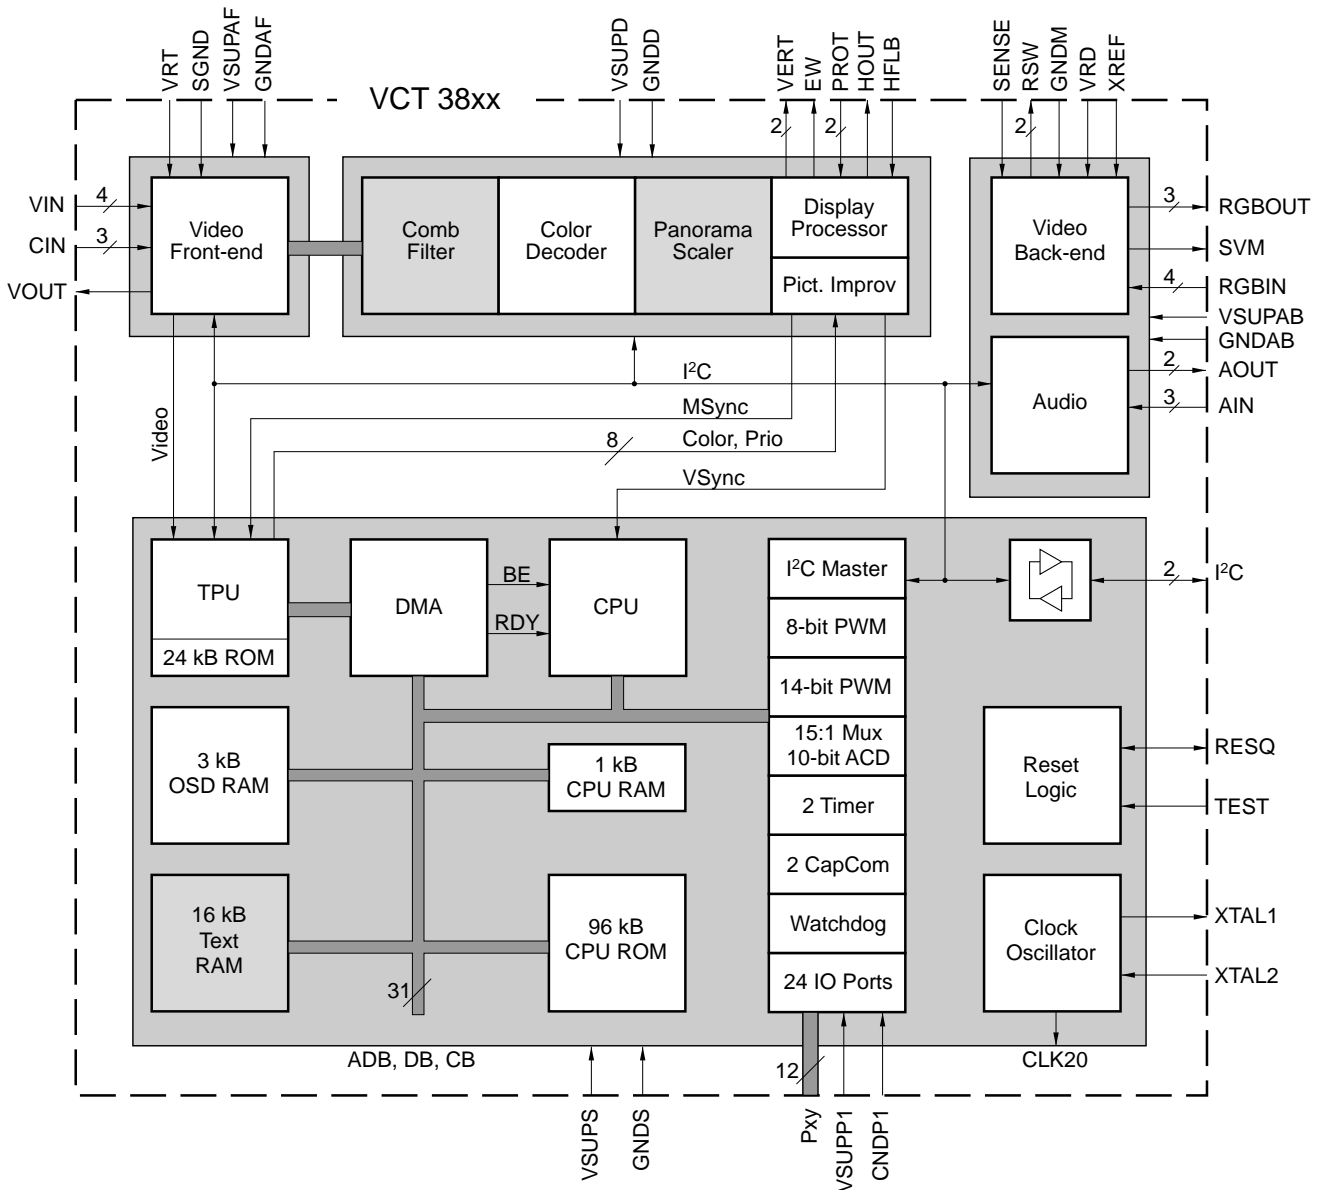 VRT
SGND
VSUPAF
GNDAF
VCT 38xx
VSUPD
GNDD
VERT
EW
PROT
HOUT
HFLB
SENSE
RSW
GNDM
VRD
XREF
2
2
2
VIN
4
CIN
3
VOUT
Video
Front-end
Comb
Filter
Color
Decoder
Panorama
Scaler
Display
Processor
Pict. Improv
Video
Back-end
3
RGBOUT
SVM
4
RGBIN
VSUPAB
GNDAB
Audio
2
AOUT
3
AIN
I²C
MSync
8
Color, Prio
VSync
Video
TPU
24 kB ROM
DMA
BE
RDY
CPU
I²C Master
8-bit PWM
14-bit PWM
15:1 Mux
10-bit ACD
2 Timer
2 CapCom
Watchdog
24 IO Ports
2
I²C
3 kB
OSD RAM
1 kB
CPU RAM
Reset
Logic
RESQ
TEST
16 kB
Text
RAM
96 kB
CPU ROM
31
Clock
Oscillator
XTAL1
XTAL2
ADB, DB, CB
12
CLK20
VSUPS
GNDS
Pxy
VSUPP1
CNDP1